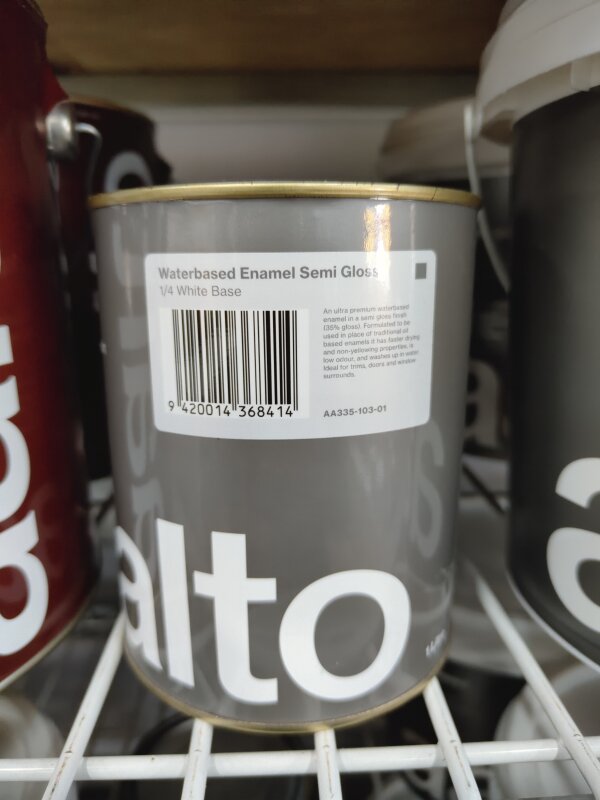 Waterbased Enamel Semi Gloss
1/4 White Base
An ultra premium waterbased
enamel in a semi gloss finish
(35% gloss). Formulated to be
used in place of traditional oil
based enamels it has faster drying
and non-yellowing properties, is
low odour, and washes up in water.
Ideal for trims, doors and window
surrounds.
9 420014 368414
AA335-103-01
alto